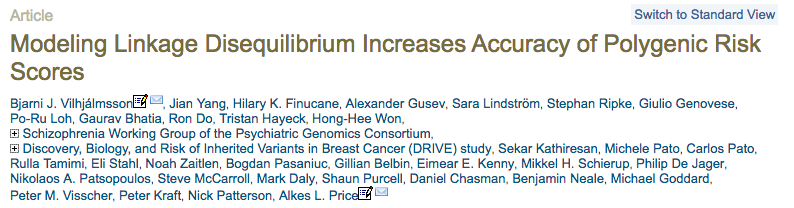 Article
Switch to Standard View
Modeling Linkage Disequilibrium Increases Accuracy of Polygenic Risk
Scores
Bjarni J. Vilhjálmsson, Jian Yang, Hilary K. Finucane, Alexander Gusev, Sara Lindström, Stephan Ripke, Giulio Genovese,
Po-Ru Loh, Gaurav Bhatia, Ron Do, Tristan Hayeck, Hong-Hee Won,
Schizophrenia Working Group of the Psychiatric Genomics Consortium,
Discovery, Biology, and Risk of Inherited Variants in Breast Cancer (DRIVE) study, Sekar Kathiresan, Michele Pato, Carlos Pato,
Rulla Tamimi, Eli Stahl, Noah Zaitlen, Bogdan Pasaniuc, Gillian Belbin, Eimear E. Kenny, Mikkel H. Schierup, Philip De Jager,
Nikolaos A. Patsopoulos, Steve McCarroll, Mark Daly, Shaun Purcell, Daniel Chasman, Benjamin Neale, Michael Goddard,
Peter M. Visscher, Peter Kraft, Nick Patterson, Alkes L. Price